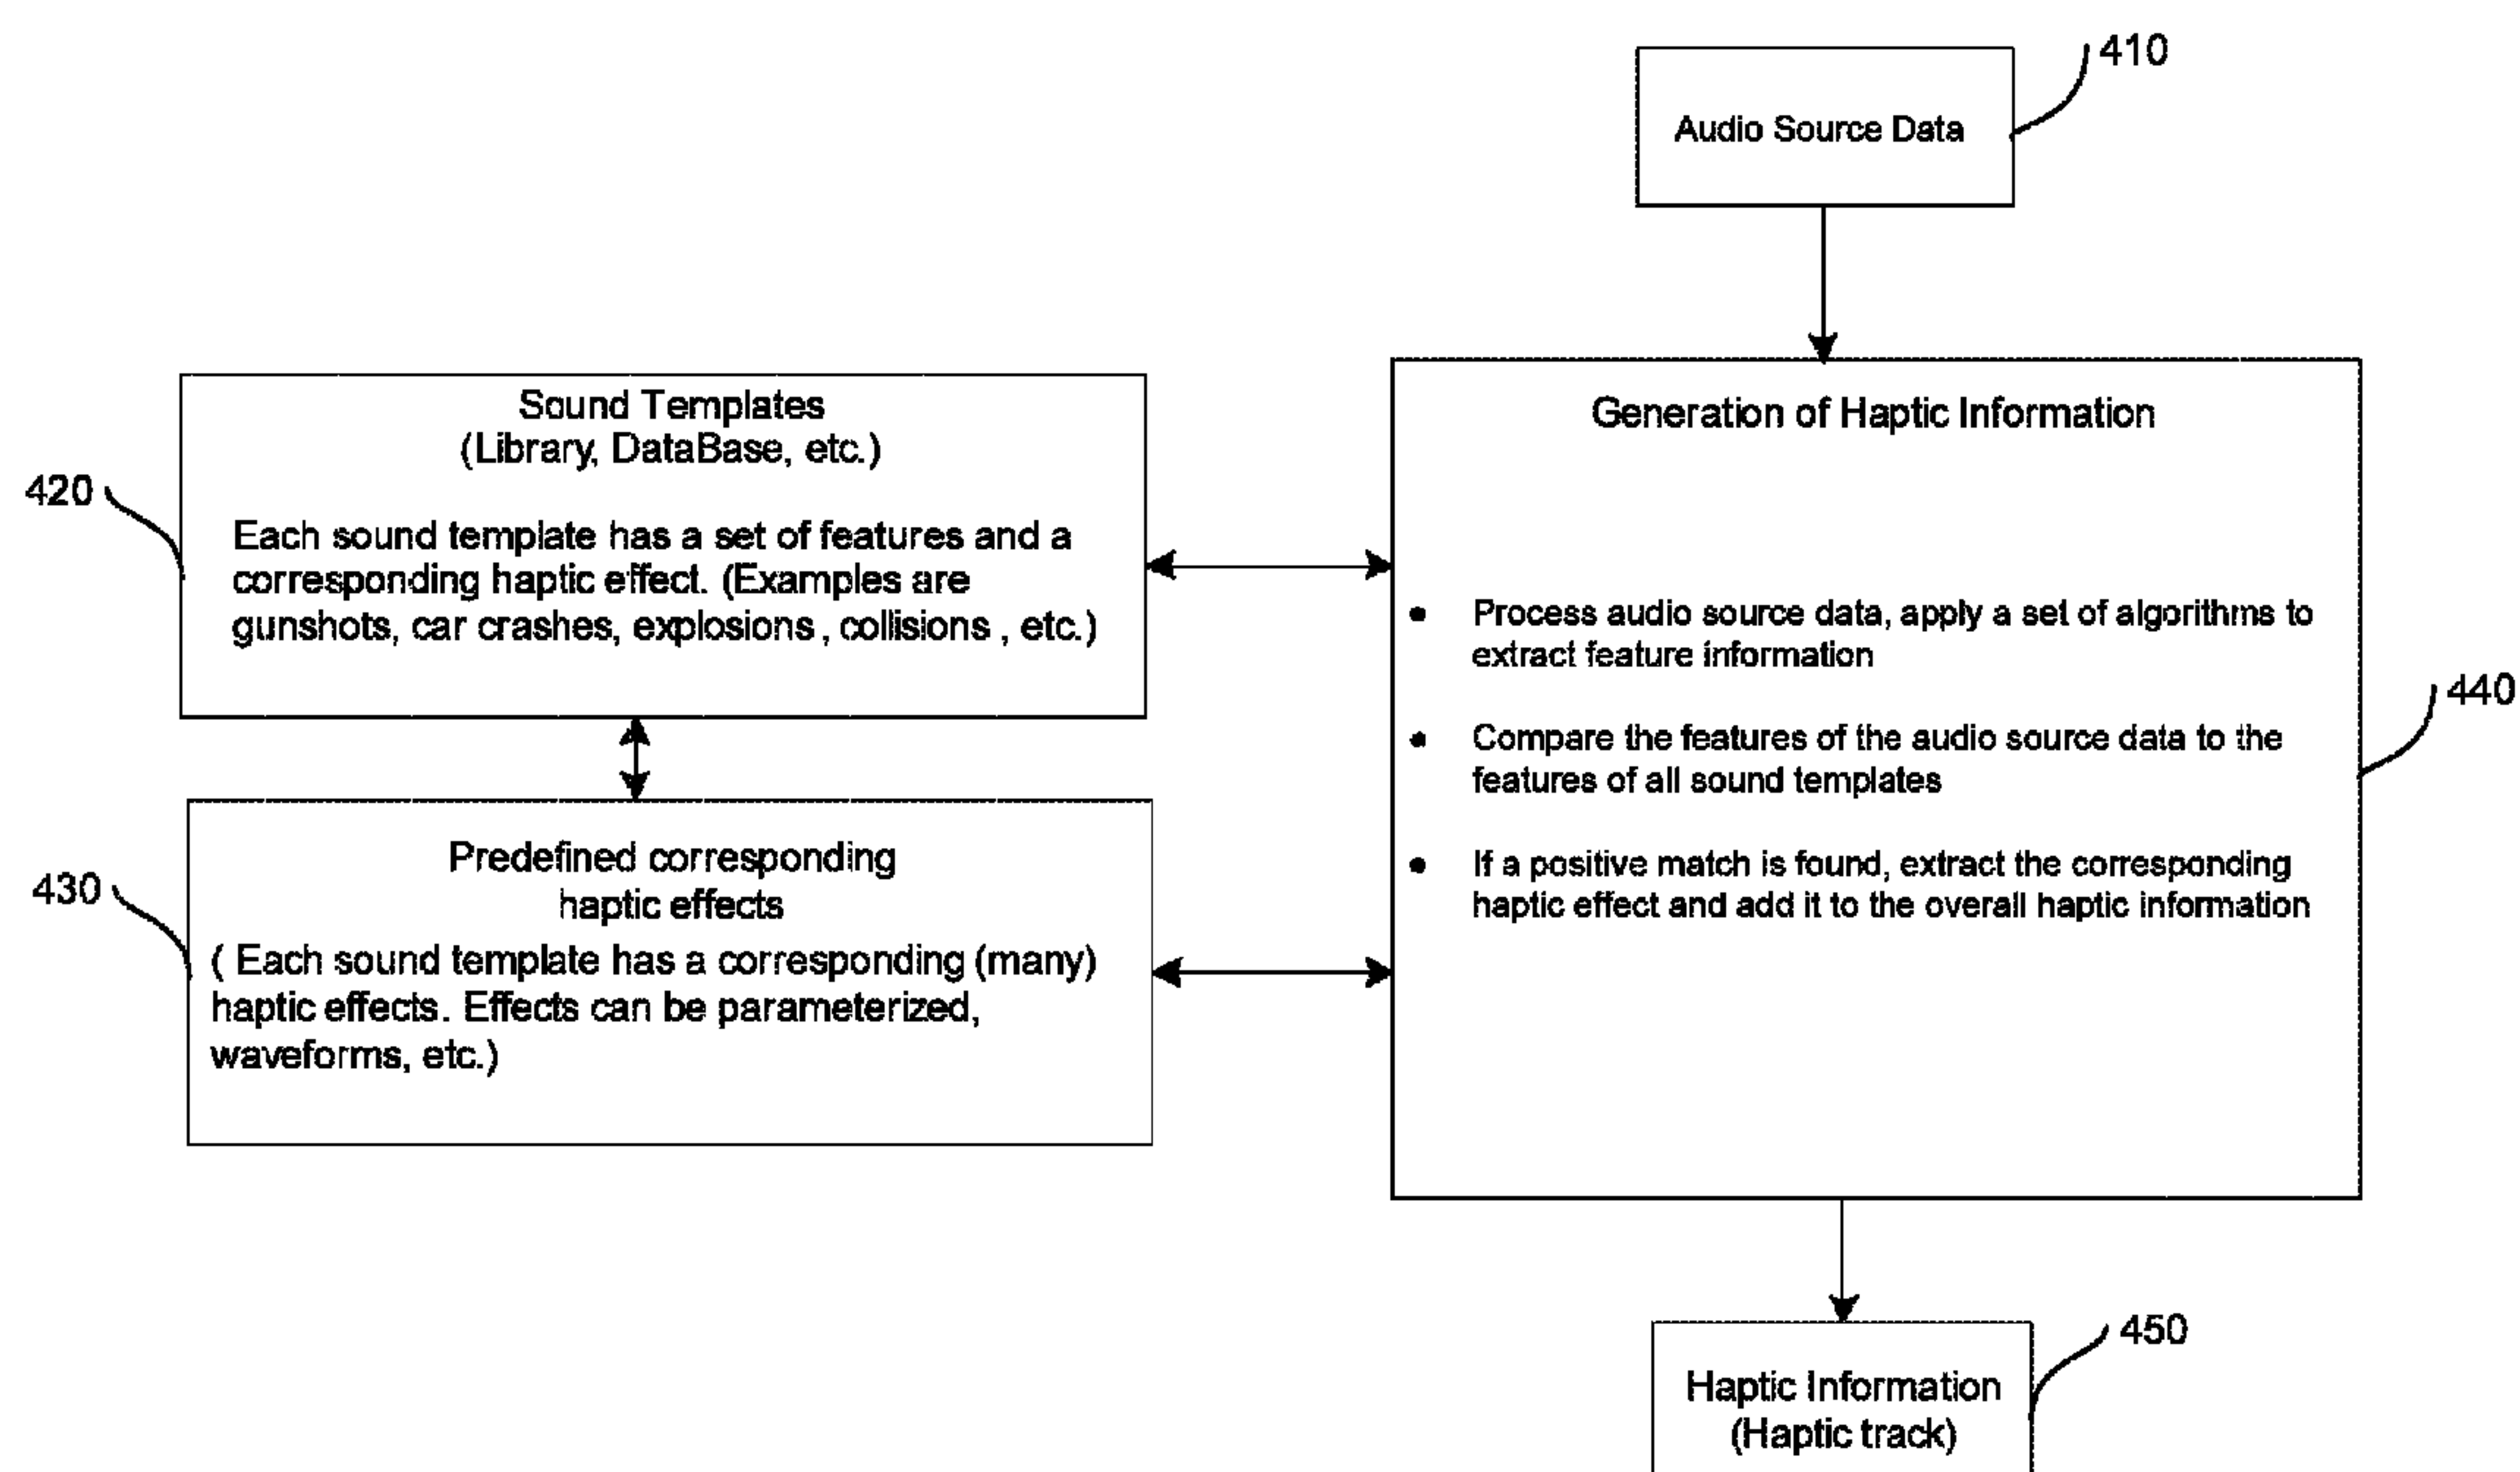 410
Audio Source Data
Sound Templates
(Library, DataBase, etc.)
420
Each sound template has a set of features and a
corresponding haptic effect. (Examples are
gunshots, car crashes, explosions , collisions , etc.)
Generation of Haptic Information
• Process audio source data, apply a set of algorithms to
extract feature information
• Compare the features of the audio source data to the
features of all sound templates
• If a positive match is found, extract the corresponding
haptic effect and add it to the overall haptic information
440
Predefined corresponding
haptic effects
430
( Each sound template has a corresponding (many)
haptic effects. Effects can be parameterized,
waveforms, etc.)
450
Haptic Information
(Haptic track)